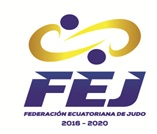 FEJ
FEDERACIÓN ECUATORIANA DE JUDO
2016 - 2020